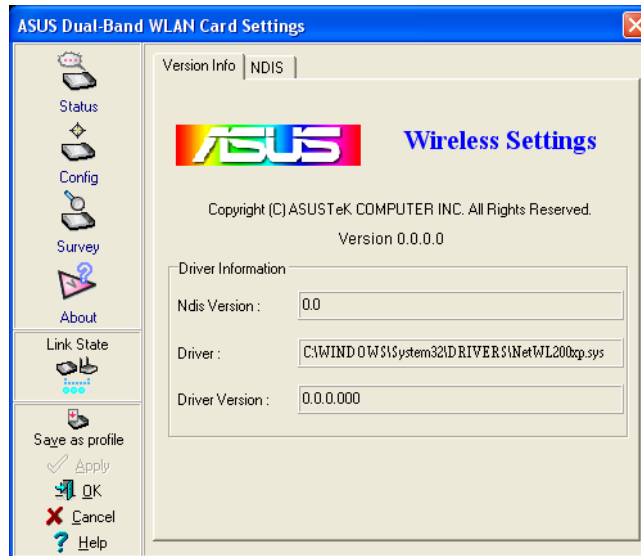 ASUS Dual-Band WLAN Card Settings
Status
Config
Survey
About
Link State
Save as profile
Apply
OK
Cancel
Help
Version Info
NDIS
ASUS
Wireless Settings
Copyright (C) ASUSTeK COMPUTER INC. All Rights Reserved.
Version 0.0.0.0
Driver Information
Ndis Version : 0.0
Driver : C:\WINDOWS\System32\DRIVERS\NetWL200xp.sys
Driver Version : 0.0.0.000